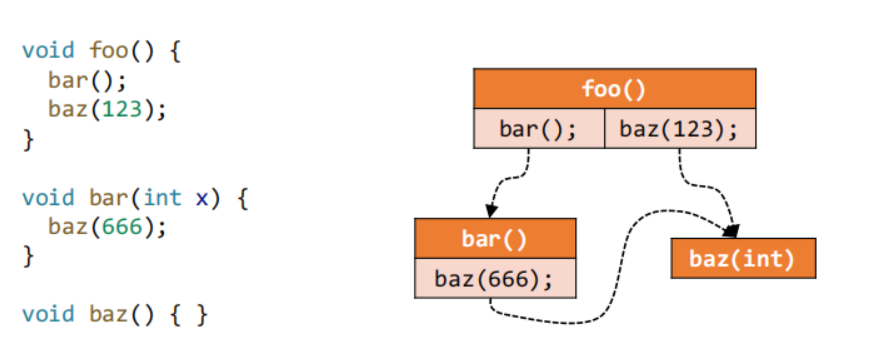 void foo() {
bar();
baz(123);
}
void bar(int x) {
baz(666);
}
void baz() { }
foo()
bar();
baz(123);
bar()
baz(666);
baz(int)